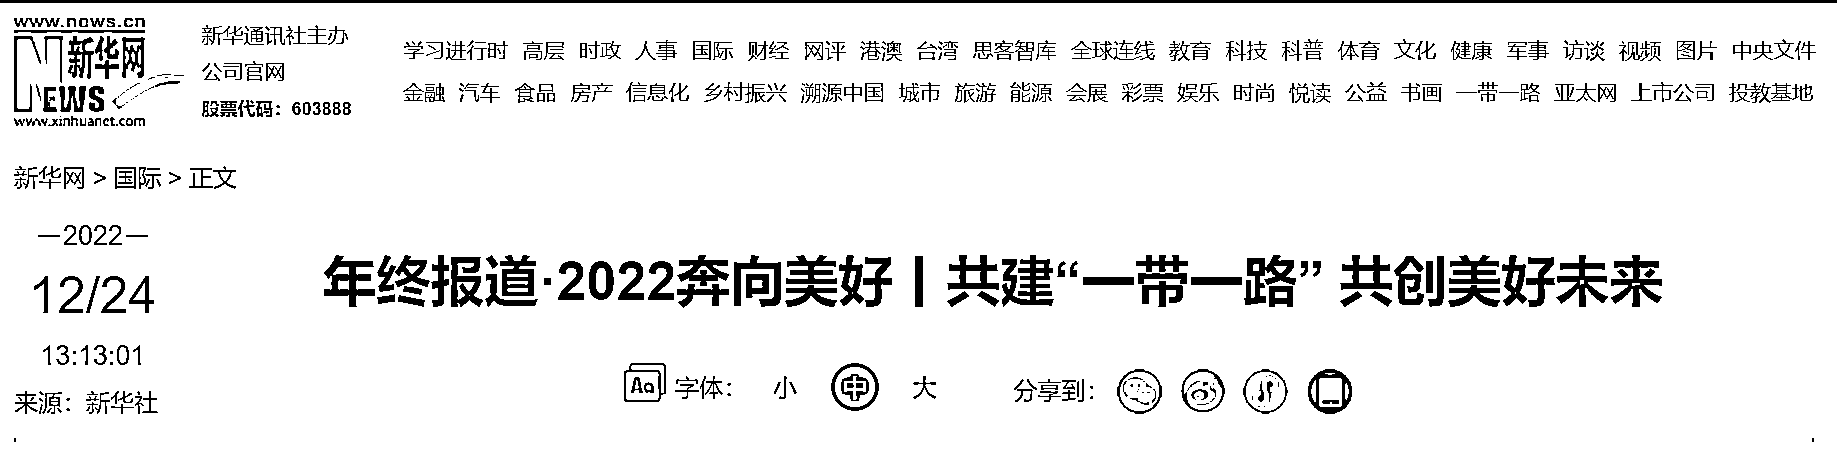 www.news.cn
新华网
NEWS
www.xinhuanet.com
新华通讯社主办
公司官网
股票代码：603888
学习进行时 高层 时政 人事 国际 财经 网评 港澳 台湾 思客智库 全球连线 教育 科技 科普 体育 文化 健康 军事 访谈 视频 图片 中央文件
金融 汽车 食品 房产 信息化 乡村振兴 溯源中国 城市 旅游 能源 会展 彩票 娱乐 时尚 悦读 公益 书画 一带一路 亚太网 上市公司 投教基地
新华网 > 国际 > 正文
—2022—
12/24
13:13:01
来源：新华社
年终报道·2022奔向美好丨共建“一带一路” 共创美好未来
Aa 字体： 小 中 大 分享到：